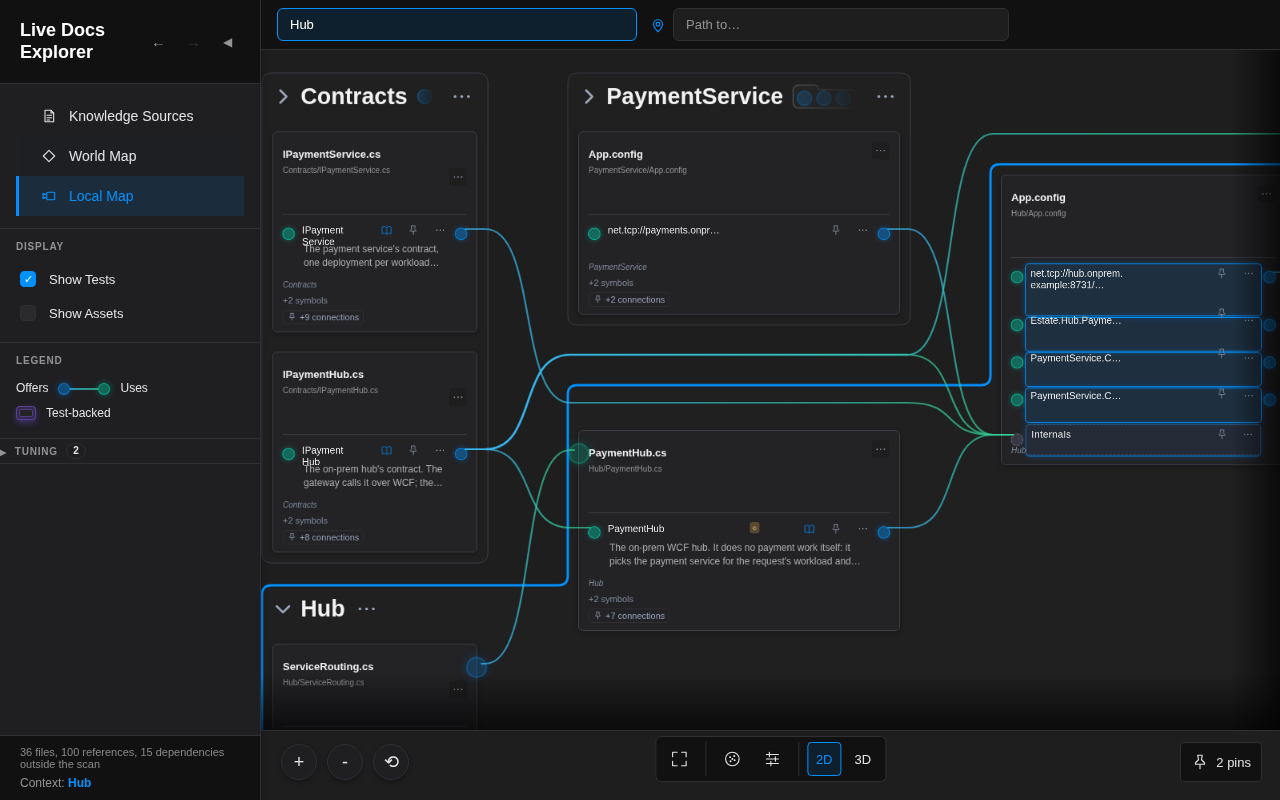 Live Docs
Explorer
Hub
Path to…
Knowledge Sources
World Map
Local Map
DISPLAY
Show Tests
Show Assets
LEGEND
Offers
Uses
Test-backed
TUNING
2
36 files, 100 references, 15 dependencies
outside the scan
Context: Hub
Contracts
IPaymentService.cs
Contracts/IPaymentService.cs
IPayment
Service
The payment service's contract,
one deployment per workload…
Contracts
+2 symbols
+9 connections
IPaymentHub.cs
Contracts/IPaymentHub.cs
IPayment
Hub
The on-prem hub's contract. The
gateway calls it over WCF; the…
Contracts
+2 symbols
+8 connections
Hub
ServiceRouting.cs
Hub/ServiceRouting.cs
PaymentService
App.config
PaymentService/App.config
net.tcp://payments.onpr…
PaymentService
+2 symbols
+2 connections
PaymentHub.cs
Hub/PaymentHub.cs
PaymentHub
The on-prem WCF hub. It does no payment work itself: it
picks the payment service for the request's workload and…
Hub
+2 symbols
+7 connections
App.config
Hub/App.config
net.tcp://hub.onprem.
example:8731/…
Estate.Hub.Payme…
PaymentService.C…
PaymentService.C…
Internals
Hub
+
-
2D
3D
2 pins